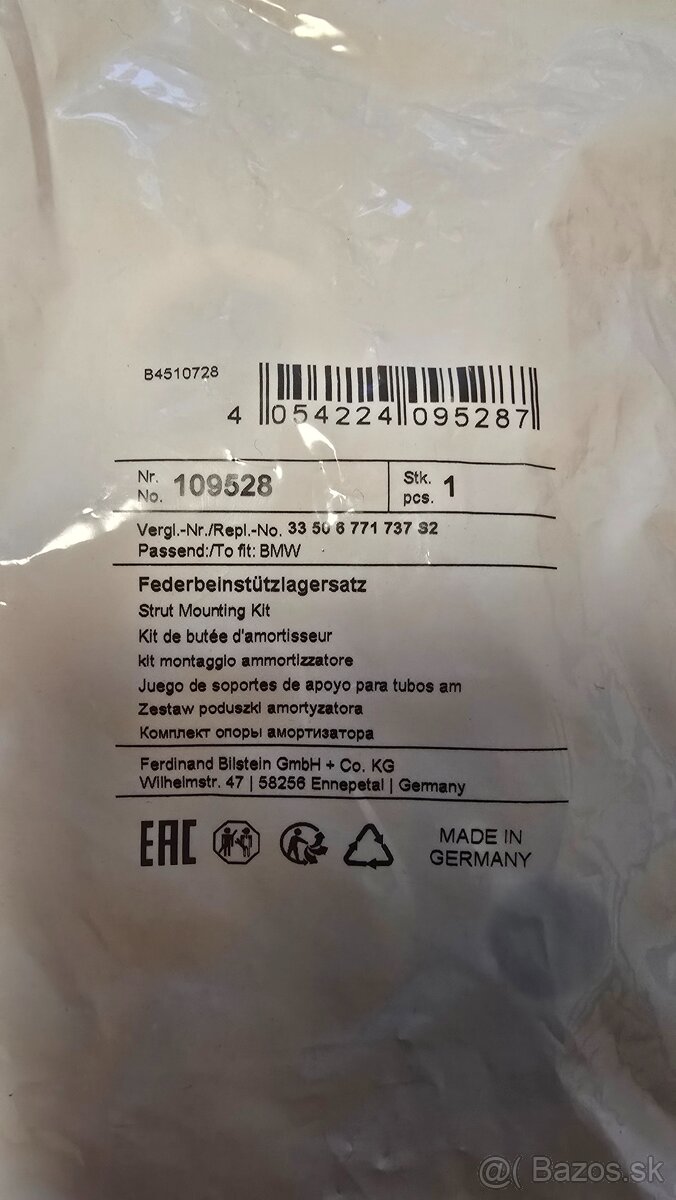 B4510728
4 054224 095287
Nr. No. 109528 Stk. pcs. 1
Vergl.-Nr./Repl.-No. 33 50 6 771 737 S2
Passend:/To fit: BMW
Federbeinstützlagersatz
Strut Mounting Kit
Kit de butée d'amortisseur
kit montaggio ammortizzatore
Juego de soportes de apoyo para tubos am
Zestaw poduszki amortyzatora
Комплект опоры амортизатора
Ferdinand Bilstein GmbH + Co. KG
Wilhelmstr. 47 | 58256 Ennepetal | Germany
EAC
MADE IN
GERMANY
@( Bazos.sk